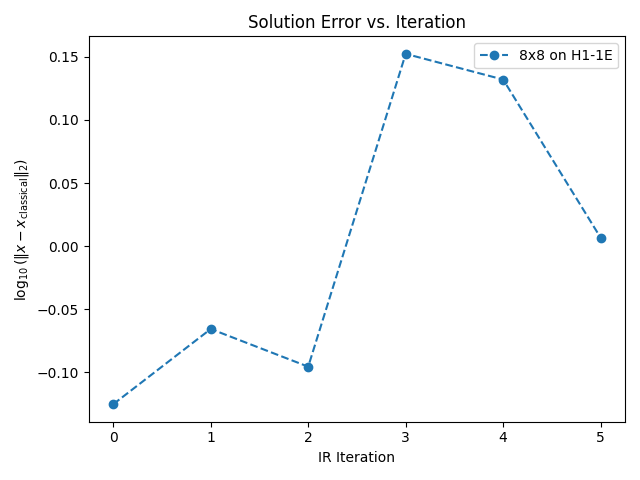 Solution Error vs. Iteration
8x8 on H1-1E
log₁₀(‖x − x_classical‖₂)
0.15
0.10
0.05
0.00
−0.05
−0.10
0 1 2 3 4 5
IR Iteration